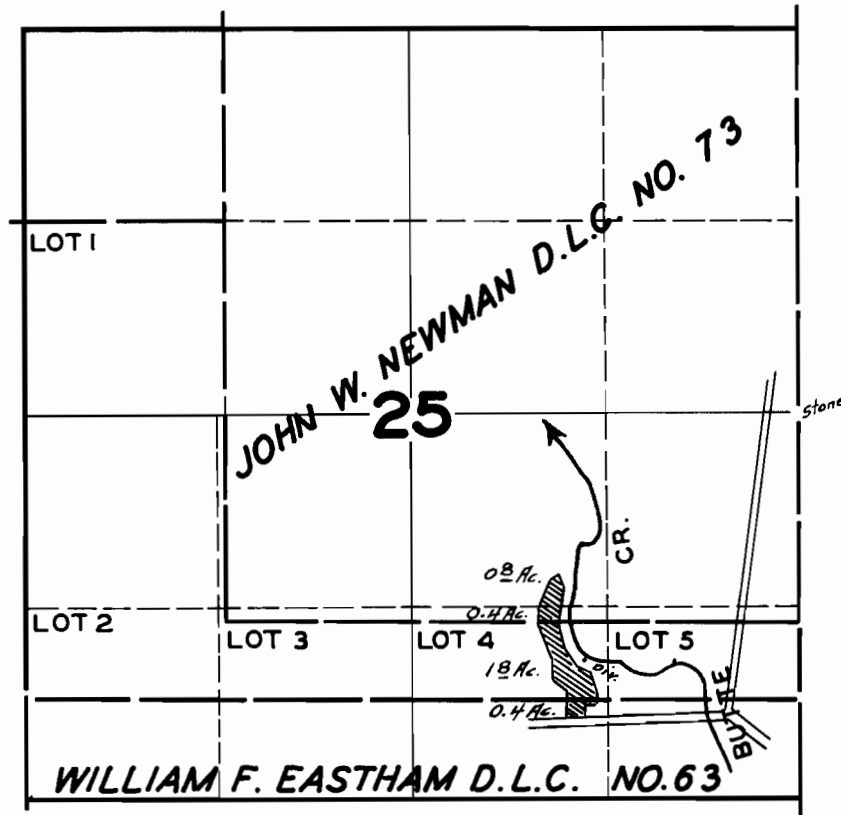 LOT 1
JOHN W. NEWMAN D.L.C. NO. 73
25
Stone
CR.
0.8 Ac.
0.4 Ac.
LOT 2
LOT 3
LOT 4
LOT 5
1.8 Ac.
Div.
0.4 Ac.
BUTTE
WILLIAM F. EASTHAM D.L.C. NO. 63